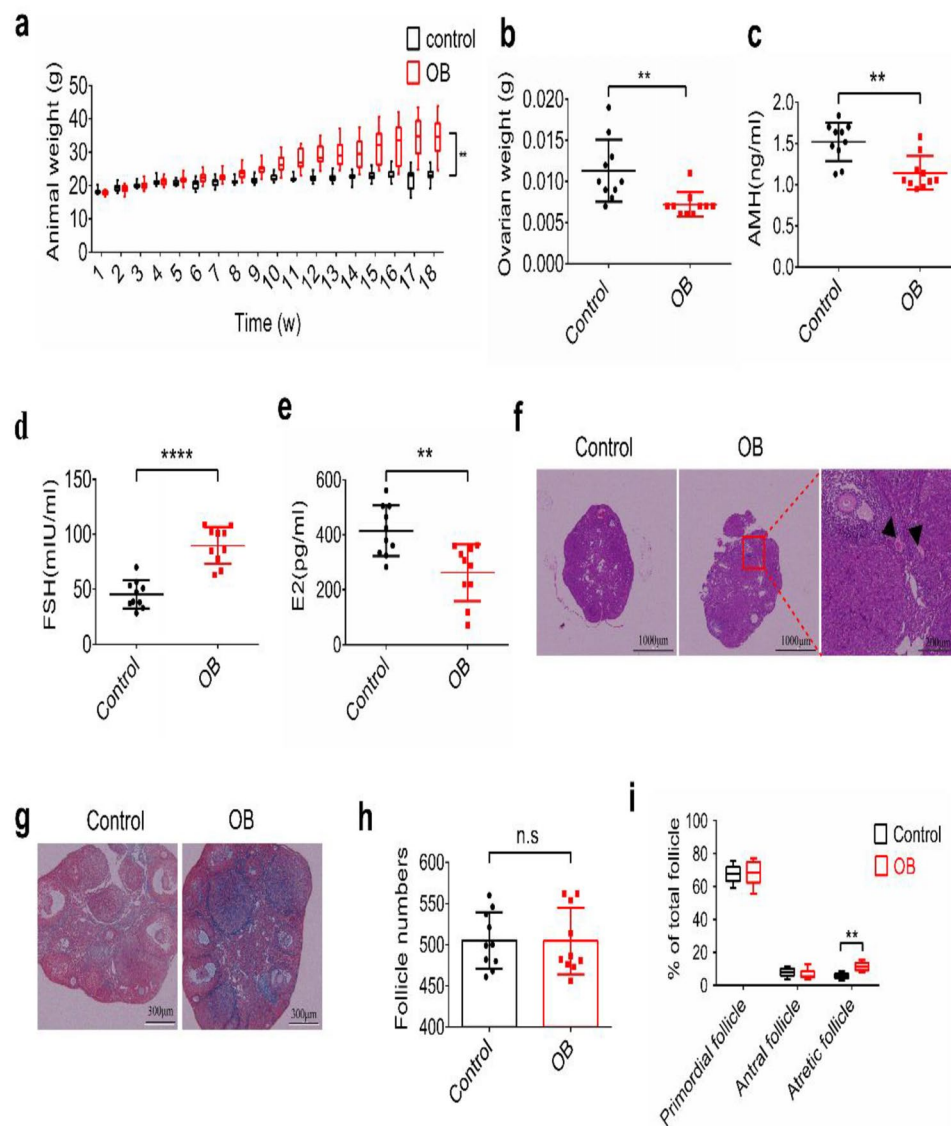 a
control
OB
Animal weight (g)
50
40
30
20
10
0
**
1 2 3 4 5 6 7 8 9 10 11 12 13 14 15 16 17 18
Time (w)
b
**
Ovarian weight (g)
0.020
0.015
0.010
0.005
0.000
Control
OB
c
**
AMH(ng/ml)
2.0
1.5
1.0
0.5
0.0
Control
OB
d
****
FSH(mIU/ml)
150
100
50
0
Control
OB
e
**
E2(pg/ml)
600
400
200
0
Control
OB
f
Control
OB
1000μm
1000μm
200μm
g
Control
OB
300μm
300μm
h
n.s
Follicle numbers
600
550
500
450
400
Control
OB
i
Control
OB
% of total follicle
100
80
60
40
20
0
**
Primordial follicle
Antral follicle
Atretic follicle